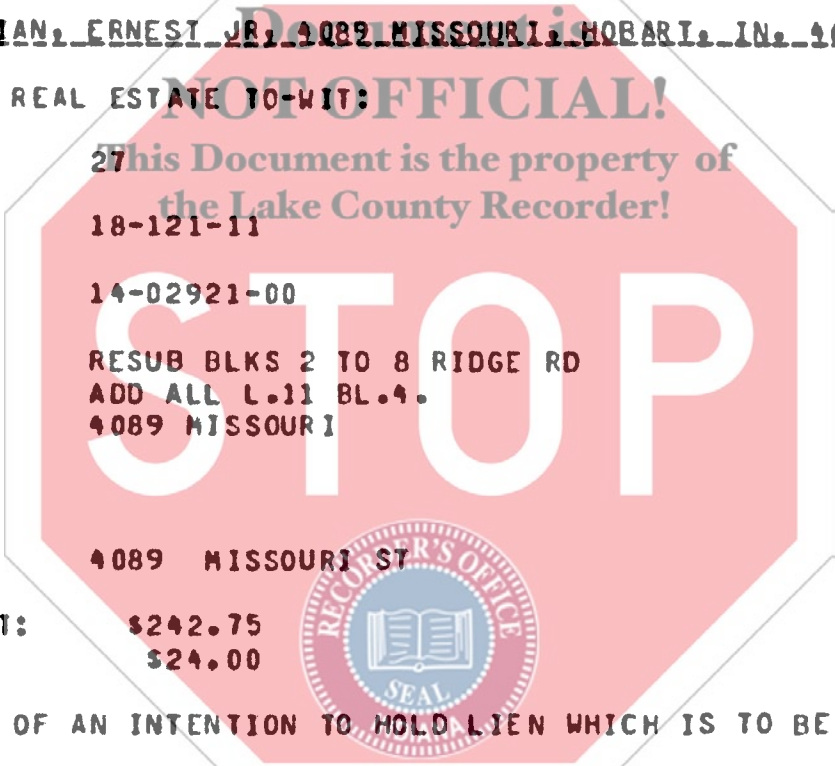 Document is
IAN, ERNEST JR, 4089 MISSOURI, HOBART, IN. 4
NOT OFFICIAL!
REAL ESTATE TO-WIT:
This Document is the property of
27
the Lake County Recorder!
18-121-11
14-02921-00
STOP
RESUB BLKS 2 TO 8 RIDGE RD
ADD ALL L.11 BL.4.
4089 MISSOURI
4089 MISSOURI ST
RECORDER'S OFFICE
T: $242.75
$24.00
SEAL
INDIANA
OF AN INTENTION TO HOLD LIEN WHICH IS TO BE